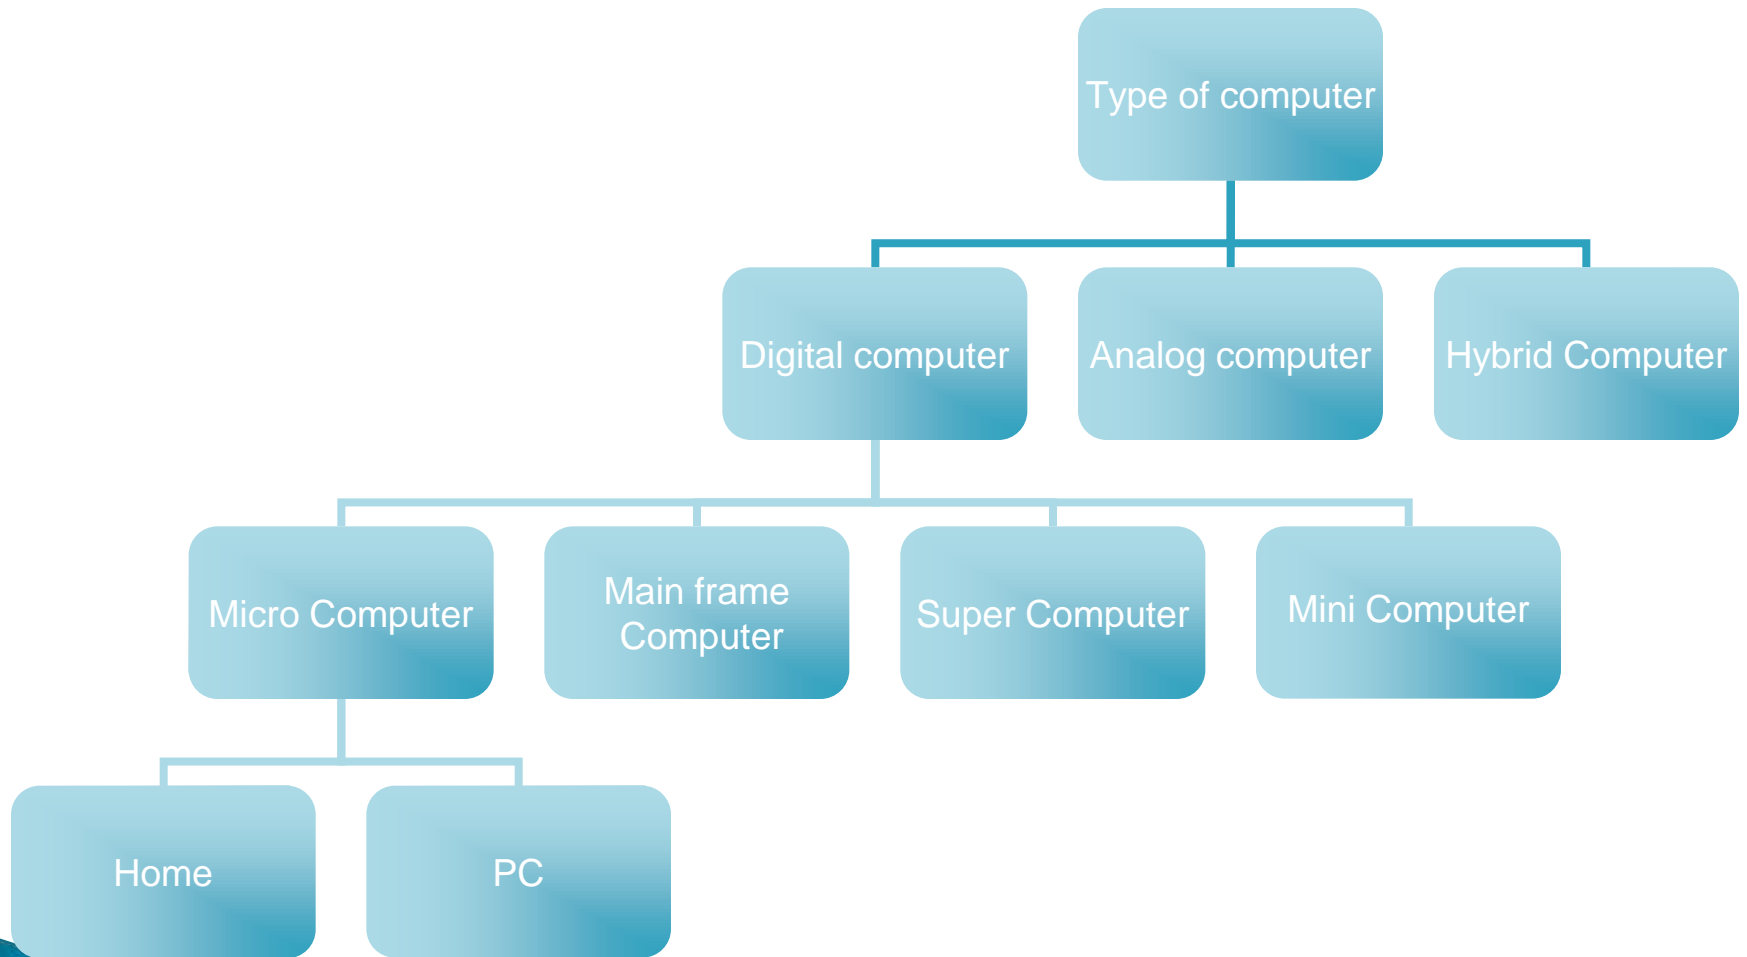 Type of computer
Digital computer
Analog computer
Hybrid Computer
Micro Computer
Main frame
Computer
Super Computer
Mini Computer
Home
PC